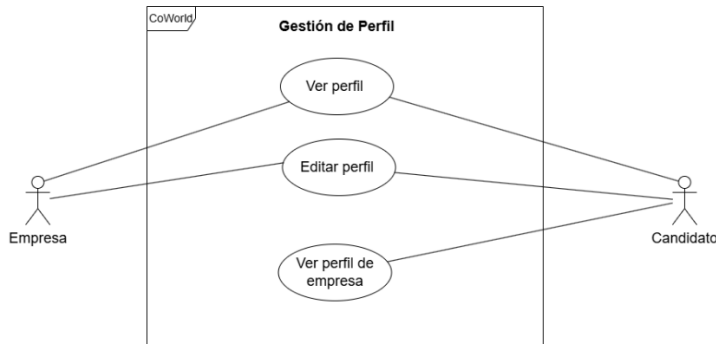 CoWorld
Gestión de Perfil
Ver perfil
Editar perfil
Empresa
Candidato
Ver perfil de
empresa